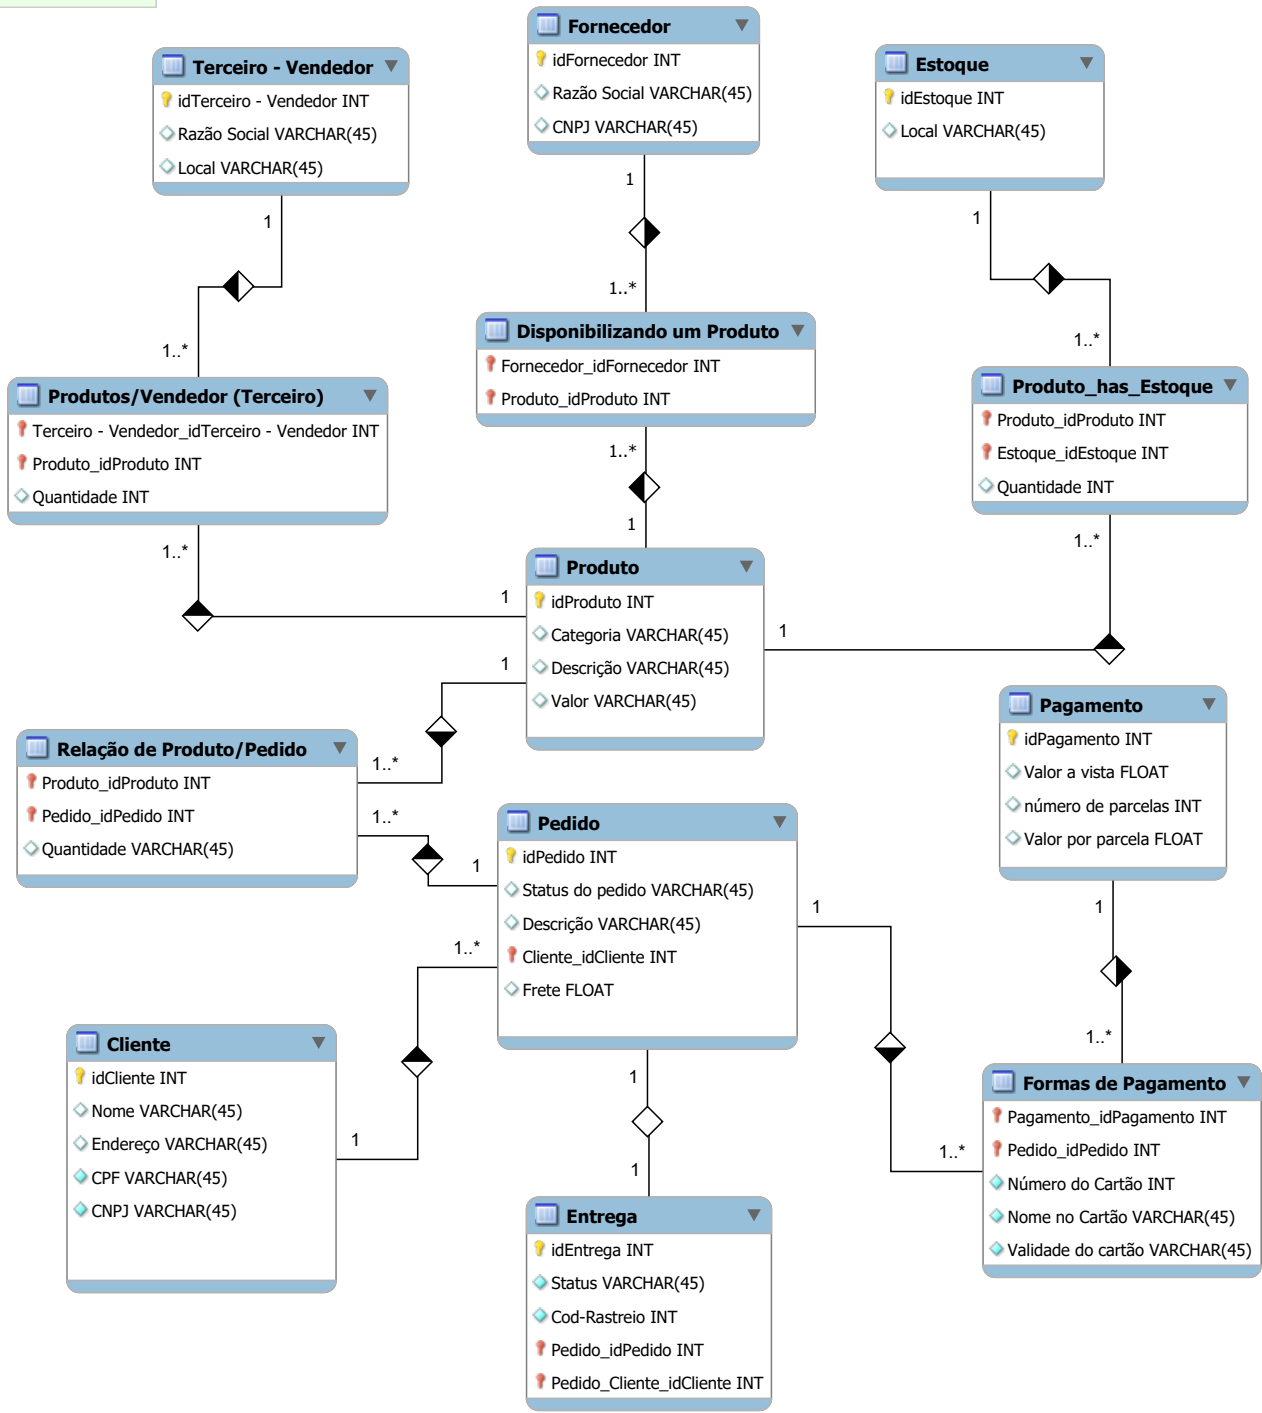 Fornecedor
idFornecedor INT
Razão Social VARCHAR(45)
CNPJ VARCHAR(45)
Terceiro - Vendedor
idTerceiro - Vendedor INT
Razão Social VARCHAR(45)
Local VARCHAR(45)
Estoque
idEstoque INT
Local VARCHAR(45)
1
1
1
1..*
1..*
1..*
Disponibilizando um Produto
Fornecedor_idFornecedor INT
Produto_idProduto INT
Produtos/Vendedor (Terceiro)
Terceiro - Vendedor_idTerceiro - Vendedor INT
Produto_idProduto INT
Quantidade INT
Produto_has_Estoque
Produto_idProduto INT
Estoque_idEstoque INT
Quantidade INT
1..*
1
1..*
1
1..*
1
Produto
idProduto INT
Categoria VARCHAR(45)
Descrição VARCHAR(45)
Valor VARCHAR(45)
1
1..*
Relação de Produto/Pedido
Produto_idProduto INT
Pedido_idPedido INT
Quantidade VARCHAR(45)
1..*
1
Pagamento
idPagamento INT
Valor a vista FLOAT
número de parcelas INT
Valor por parcela FLOAT
Pedido
idPedido INT
Status do pedido VARCHAR(45)
Descrição VARCHAR(45)
Cliente_idCliente INT
Frete FLOAT
1
1
1..*
1..*
1
1..*
Cliente
idCliente INT
Nome VARCHAR(45)
Endereço VARCHAR(45)
CPF VARCHAR(45)
CNPJ VARCHAR(45)
1
1
Formas de Pagamento
Pagamento_idPagamento INT
Pedido_idPedido INT
Número do Cartão INT
Nome no Cartão VARCHAR(45)
Validade do cartão VARCHAR(45)
Entrega
idEntrega INT
Status VARCHAR(45)
Cod-Rastreio INT
Pedido_idPedido INT
Pedido_Cliente_idCliente INT